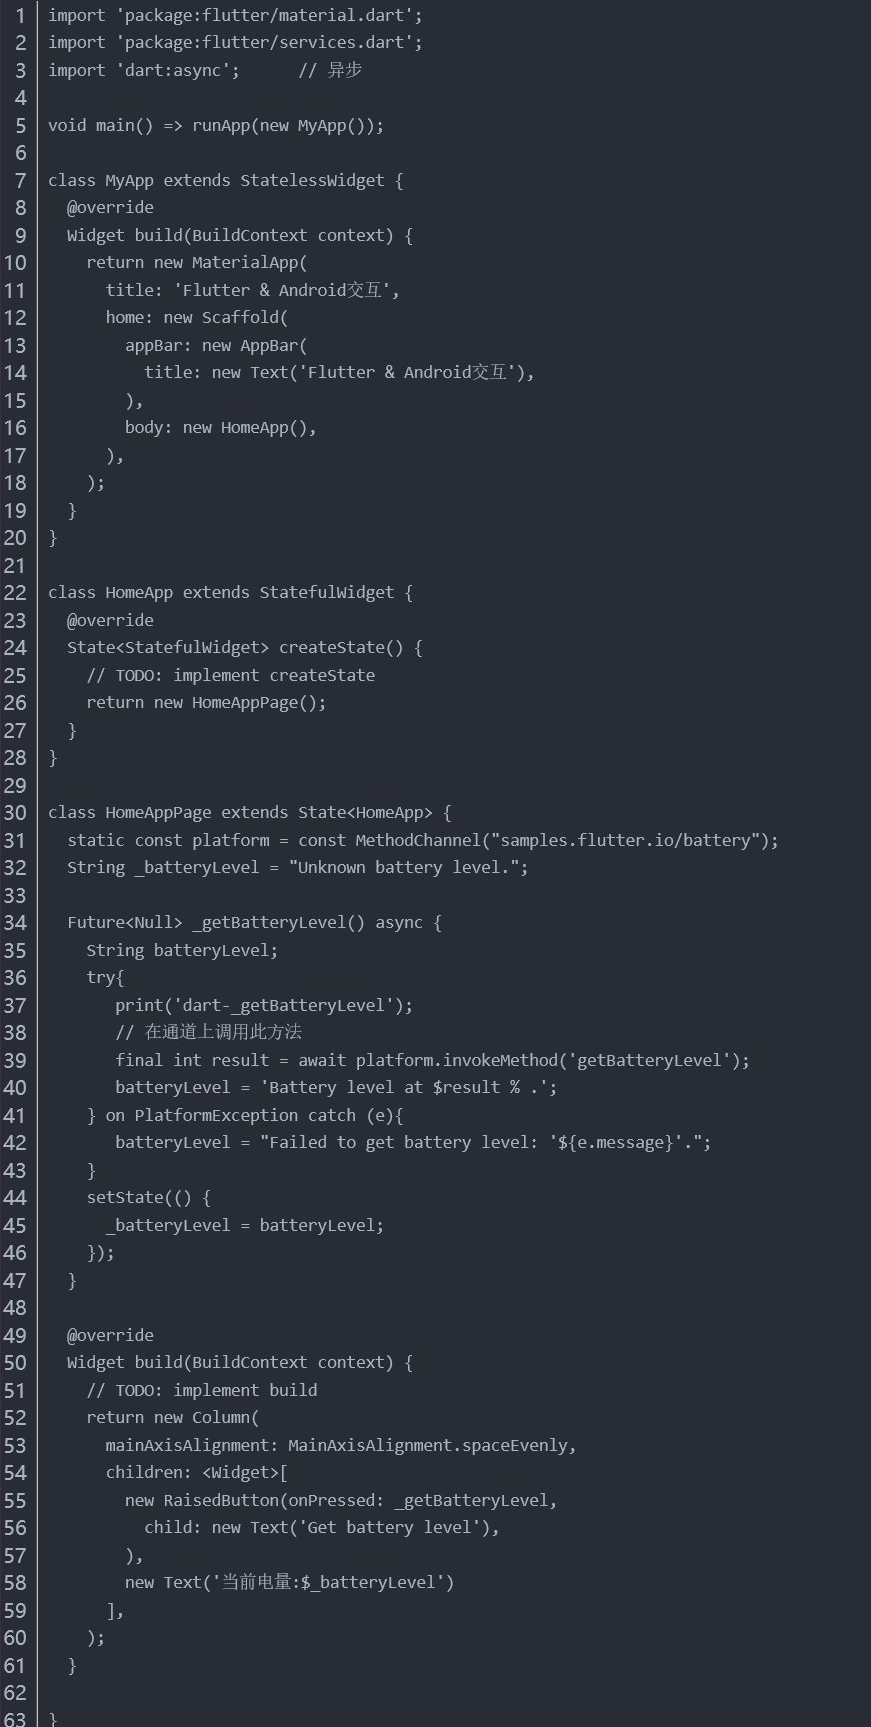 1 import 'package:flutter/material.dart';
2 import 'package:flutter/services.dart';
3 import 'dart:async';      // 异步
4
5 void main() => runApp(new MyApp());
6
7 class MyApp extends StatelessWidget {
8   @override
9   Widget build(BuildContext context) {
10     return new MaterialApp(
11       title: 'Flutter & Android交互',
12       home: new Scaffold(
13         appBar: new AppBar(
14           title: new Text('Flutter & Android交互'),
15         ),
16         body: new HomeApp(),
17       ),
18     );
19   }
20 }
21
22 class HomeApp extends StatefulWidget {
23   @override
24   State<StatefulWidget> createState() {
25     // TODO: implement createState
26     return new HomeAppPage();
27   }
28 }
29
30 class HomeAppPage extends State<HomeApp> {
31   static const platform = const MethodChannel("samples.flutter.io/battery");
32   String _batteryLevel = "Unknown battery level.";
33
34   Future<Null> _getBatteryLevel() async {
35     String batteryLevel;
36     try{
37        print('dart-_getBatteryLevel');
38        // 在通道上调用此方法
39        final int result = await platform.invokeMethod('getBatteryLevel');
40        batteryLevel = 'Battery level at $result % .';
41     } on PlatformException catch (e){
42        batteryLevel = "Failed to get battery level: '${e.message}'.";
43     }
44     setState(() {
45       _batteryLevel = batteryLevel;
46     });
47   }
48
49   @override
50   Widget build(BuildContext context) {
51     // TODO: implement build
52     return new Column(
53       mainAxisAlignment: MainAxisAlignment.spaceEvenly,
54       children: <Widget>[
55         new RaisedButton(onPressed: _getBatteryLevel,
56           child: new Text('Get battery level'),
57         ),
58         new Text('当前电量:$_batteryLevel')
59       ],
60     );
61   }
62
63 }